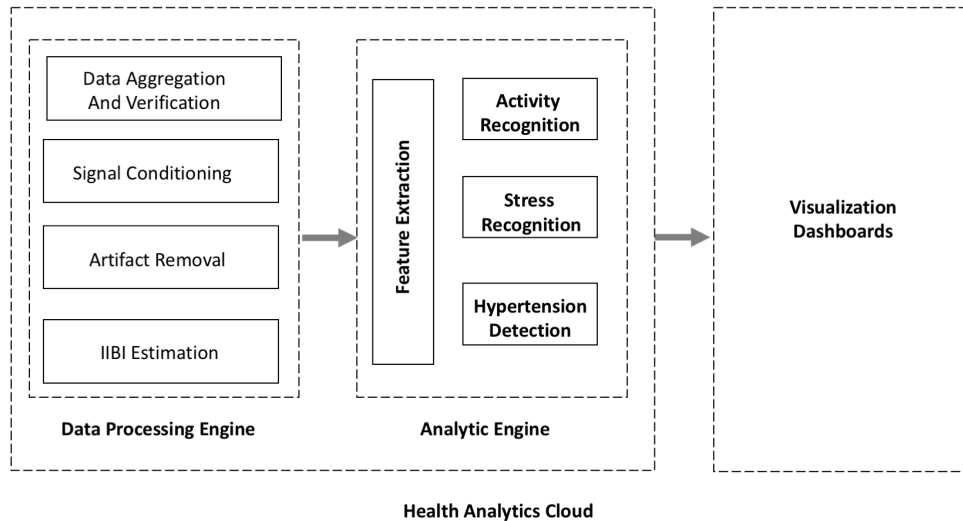 Data Aggregation
And Verification
Signal Conditioning
Artifact Removal
IIBI Estimation
Data Processing Engine
Feature Extraction
Activity
Recognition
Stress
Recognition
Hypertension
Detection
Analytic Engine
Visualization
Dashboards
Health Analytics Cloud